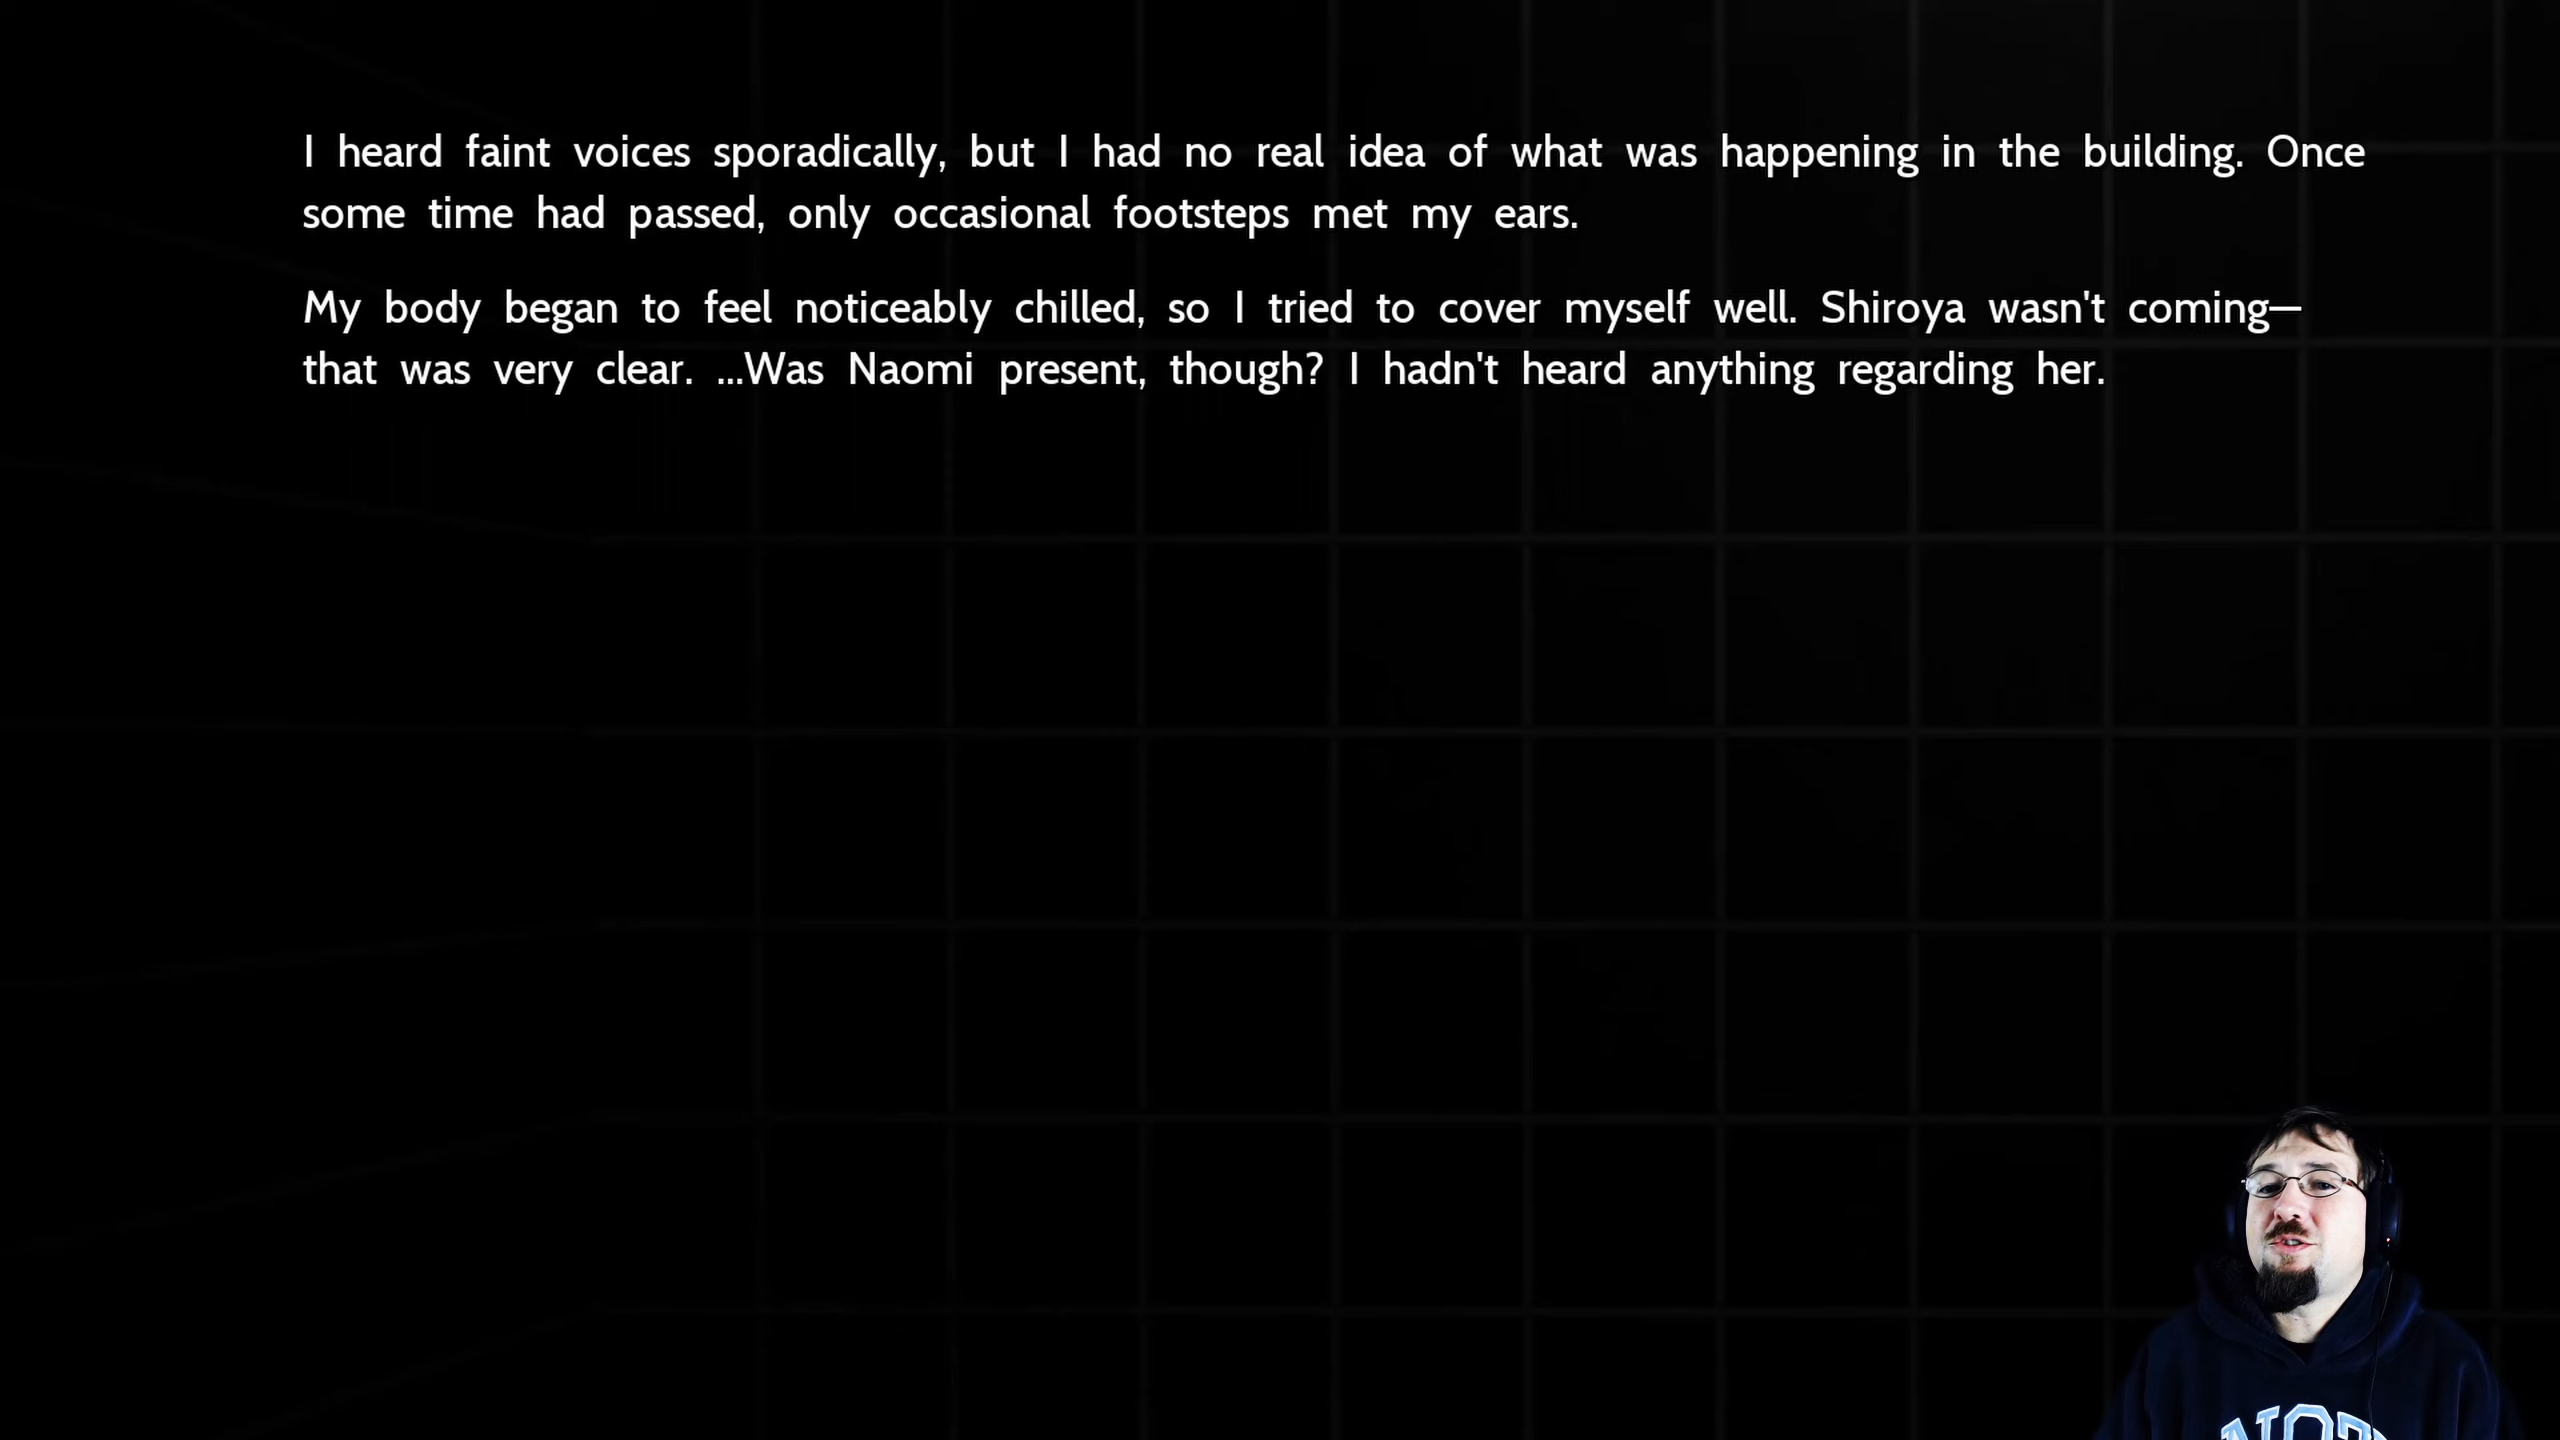 I heard faint voices sporadically, but I had no real idea of what was happening in the building. Once
some time had passed, only occasional footsteps met my ears.
My body began to feel noticeably chilled, so I tried to cover myself well. Shiroya wasn't coming—
that was very clear. ...Was Naomi present, though? I hadn't heard anything regarding her.